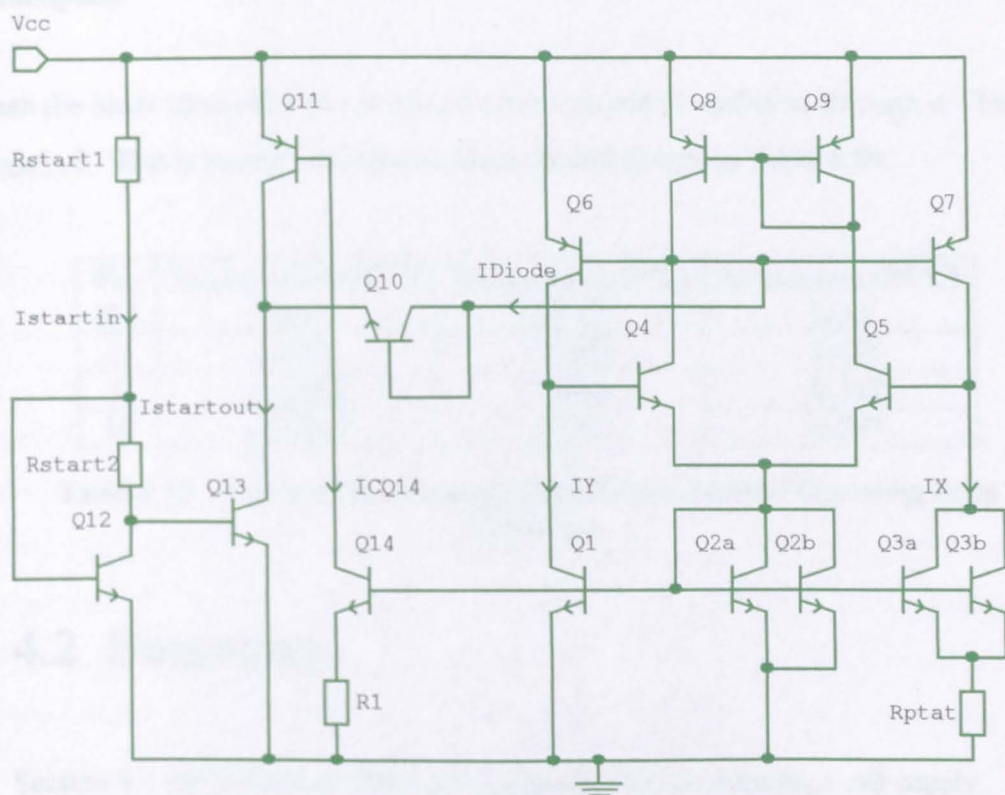 Vcc
Q11
Q8
Q9
Rstart1
Q6
Q7
IDiode
Q10
Istartin
Q4
Q5
Istartout
Rstart2
Q13
ICQ14
IY
IX
Q12
Q14
Q1
Q2a
Q2b
Q3a
Q3b
4.2
R1
Rptat